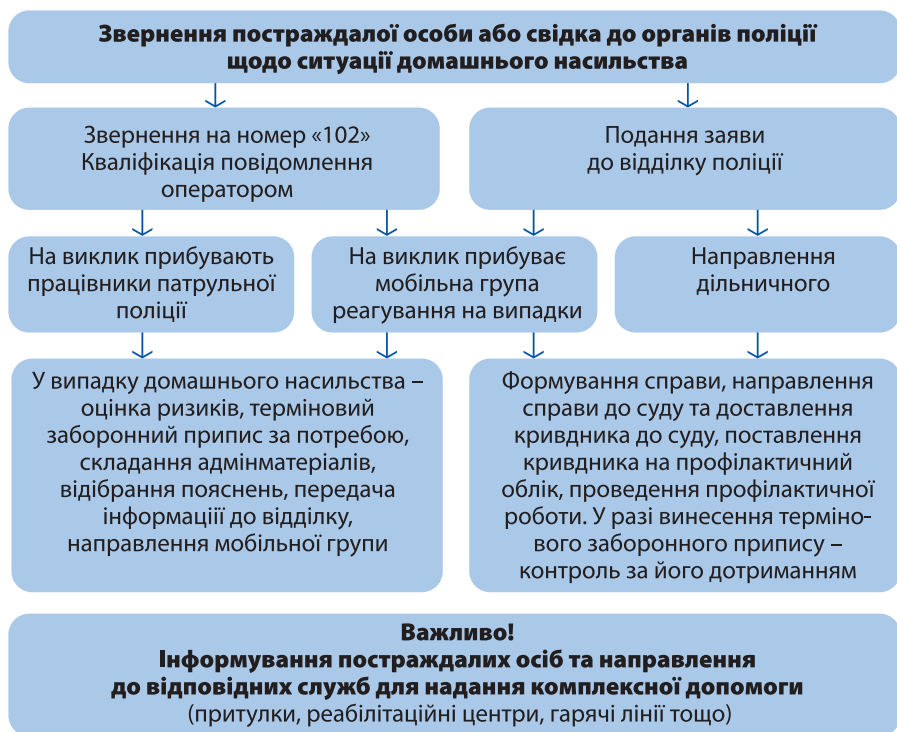 Звернення постраждалої особи або свідка до органів поліції
щодо ситуації домашнього насильства
Звернення на номер «102»
Кваліфікація повідомлення
оператором
Подання заяви
до відділку поліції
На виклик прибувають
працівники патрульної
поліції
На виклик прибуває
мобільна група
реагування на випадки
Направлення
дільничного
У випадку домашнього насильства –
оцінка ризиків, терміновий
заборонний припис за потребою,
складання адмінматеріалів,
відібрання пояснень, передача
інформаціії до відділку,
направлення мобільної групи
Формування справи, направлення
справи до суду та доставлення
кривдника до суду, поставлення
кривдника на профілактичний
облік, проведення профілактичної
роботи. У разі винесення терміно-
вого заборонного припису –
контроль за його дотриманням
Важливо!
Інформування постраждалих осіб та направлення
до відповідних служб для надання комплексної допомоги
(притулки, реабілітаційні центри, гарячі лінії тощо)